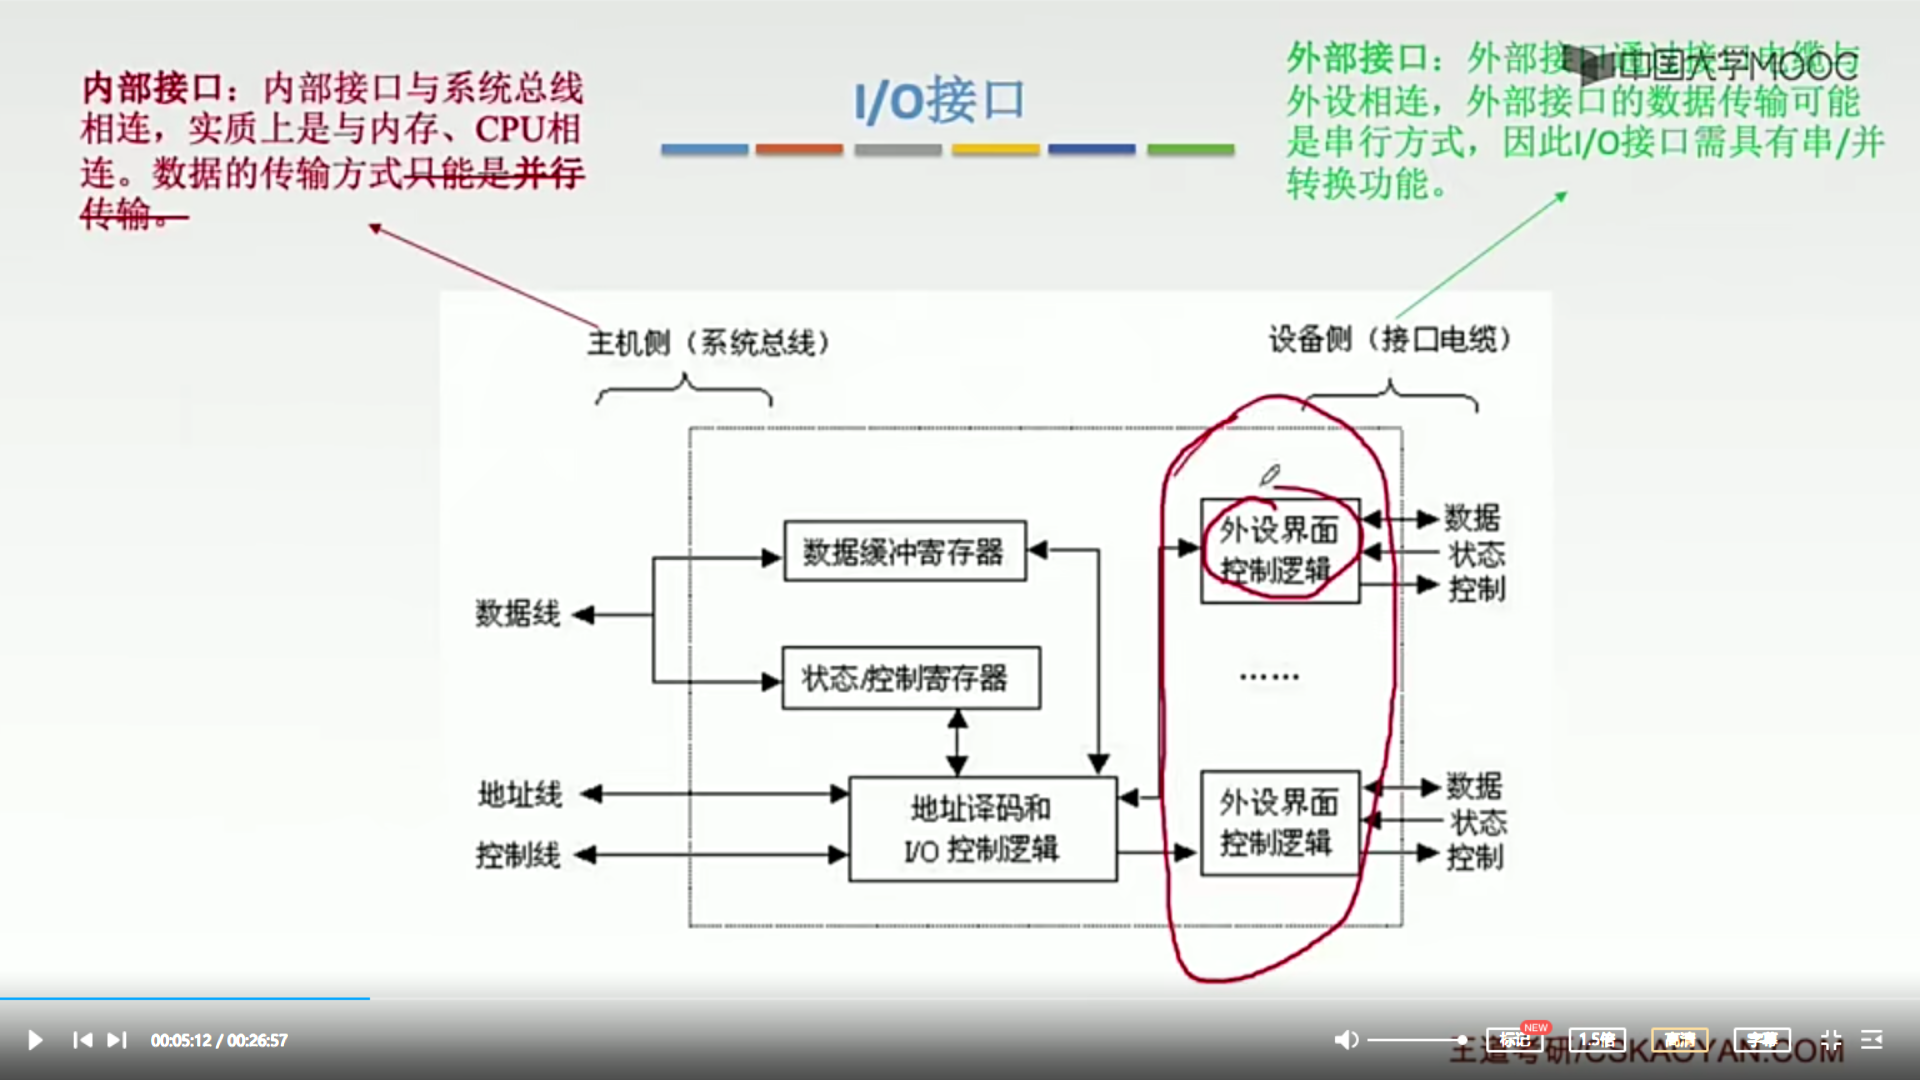 内部接口：内部接口与系统总线
相连，实质上是与内存、CPU相
连。数据的传输方式只能是并行
传输。
I/O接口
外部接口：外部接口通过接口电缆与
外设相连，外部接口的数据传输可能
是串行方式，因此I/O接口需具有串/并
转换功能。
中国大学MOOC
主机侧（系统总线）
设备侧（接口电缆）
数据缓冲寄存器
外设界面
控制逻辑
数据
状态
控制
数据线
状态/控制寄存器
......
地址线
控制线
地址译码和
I/O 控制逻辑
外设界面
控制逻辑
数据
状态
控制
00:05:12 / 00:26:57
标记
NEW
1.5倍
高清
字幕
王道考研/CSKAOYAN.COM